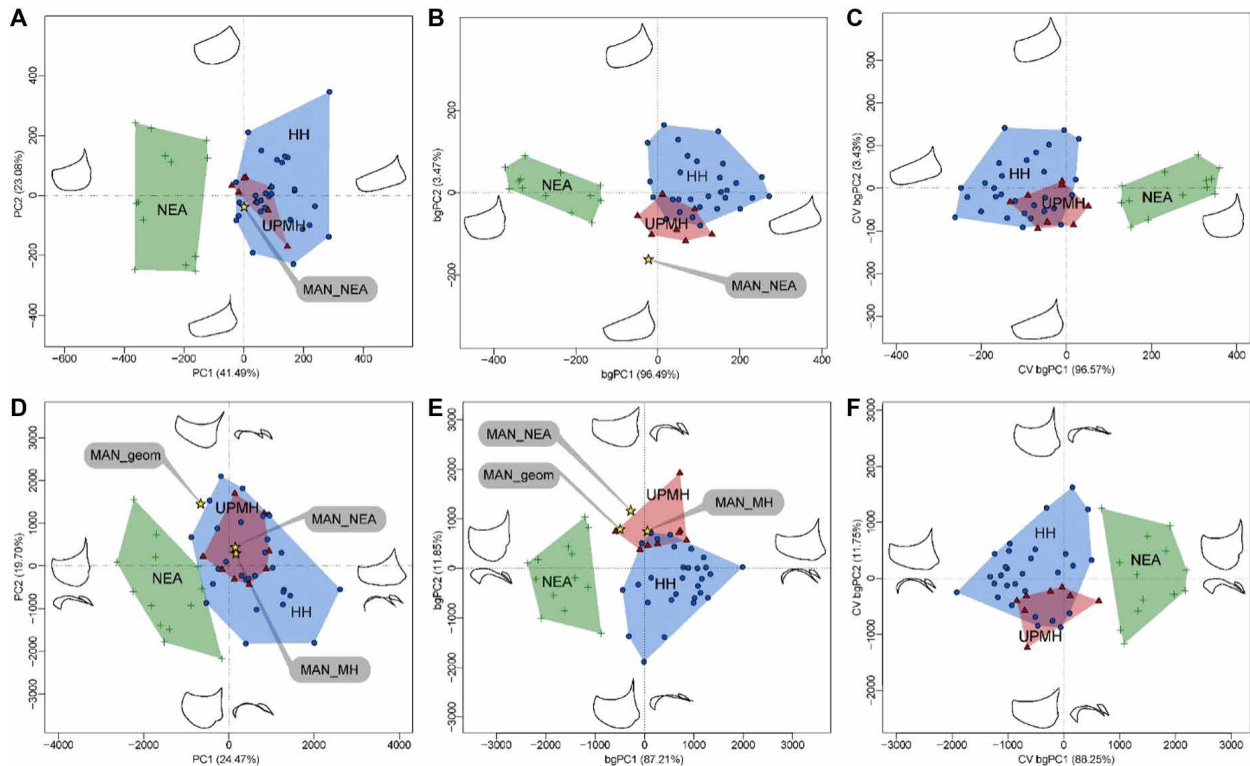 A
400
200
0
−200
−400
PC2 (23.08%)
NEA
HH
UPMH
MAN_NEA
−600 −400 −200 0 200 400
PC1 (41.49%)
B
200
0
−200
bgPC2 (3.47%)
NEA
HH
UPMH
MAN_NEA
−400 −200 0 200 400
bgPC1 (96.49%)
C
300
200
100
0
−100
−200
−300
CV bgPC2 (3.43%)
HH
UPMH
NEA
−400 −200 0 200 400
CV bgPC1 (96.57%)
D
3000
2000
1000
0
−1000
−2000
−3000
PC2 (19.70%)
MAN_geom
UPMH
MAN_NEA
NEA
HH
MAN_MH
−4000 −2000 0 2000 4000
PC1 (24.47%)
E
3000
2000
1000
0
−1000
−2000
−3000
bgPC2 (11.85%)
MAN_NEA
MAN_geom
UPMH
MAN_MH
NEA
HH
−3000 −2000 −1000 0 1000 2000 3000
bgPC1 (87.21%)
F
3000
2000
1000
0
−1000
−2000
CV bgPC2 (11.75%)
HH
NEA
UPMH
−3000 −2000 −1000 0 1000 2000 3000
CV bgPC1 (88.25%)